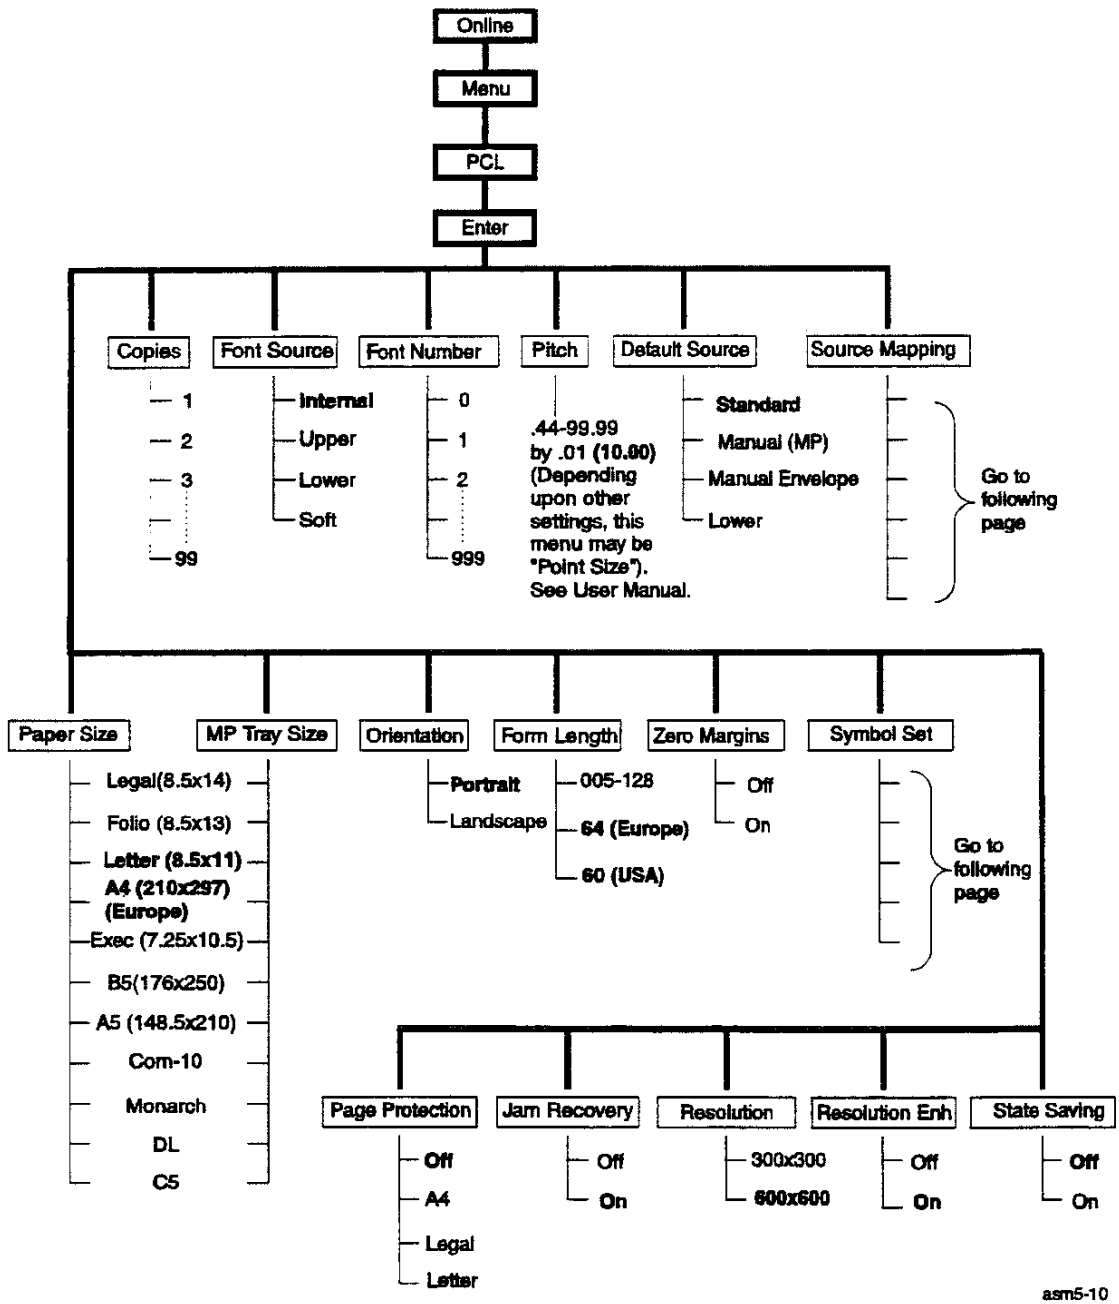 Online
Menu
PCL
Enter
Copies
1
2
3
99
Font Source
Internal
Upper
Lower
Soft
Font Number
0
1
2
999
Pitch
.44-99.99
by .01 (10.00)
(Depending
upon other
settings, this
menu may be
"Point Size").
See User Manual.
Default Source
Standard
Manual (MP)
Manual Envelope
Lower
Source Mapping
Go to
following
page
Paper Size
MP Tray Size
Legal(8.5x14)
Folio (8.5x13)
Letter (8.5x11)
A4 (210x297)
(Europe)
Exec (7.25x10.5)
B5(176x250)
A5 (148.5x210)
Com-10
Monarch
DL
C5
Orientation
Portrait
Landscape
Form Length
005-128
64 (Europe)
60 (USA)
Zero Margins
Off
On
Symbol Set
Go to
following
page
Page Protection
Off
A4
Legal
Letter
Jam Recovery
Off
On
Resolution
300x300
600x600
Resolution Enh
Off
On
State Saving
Off
On
asm5-10